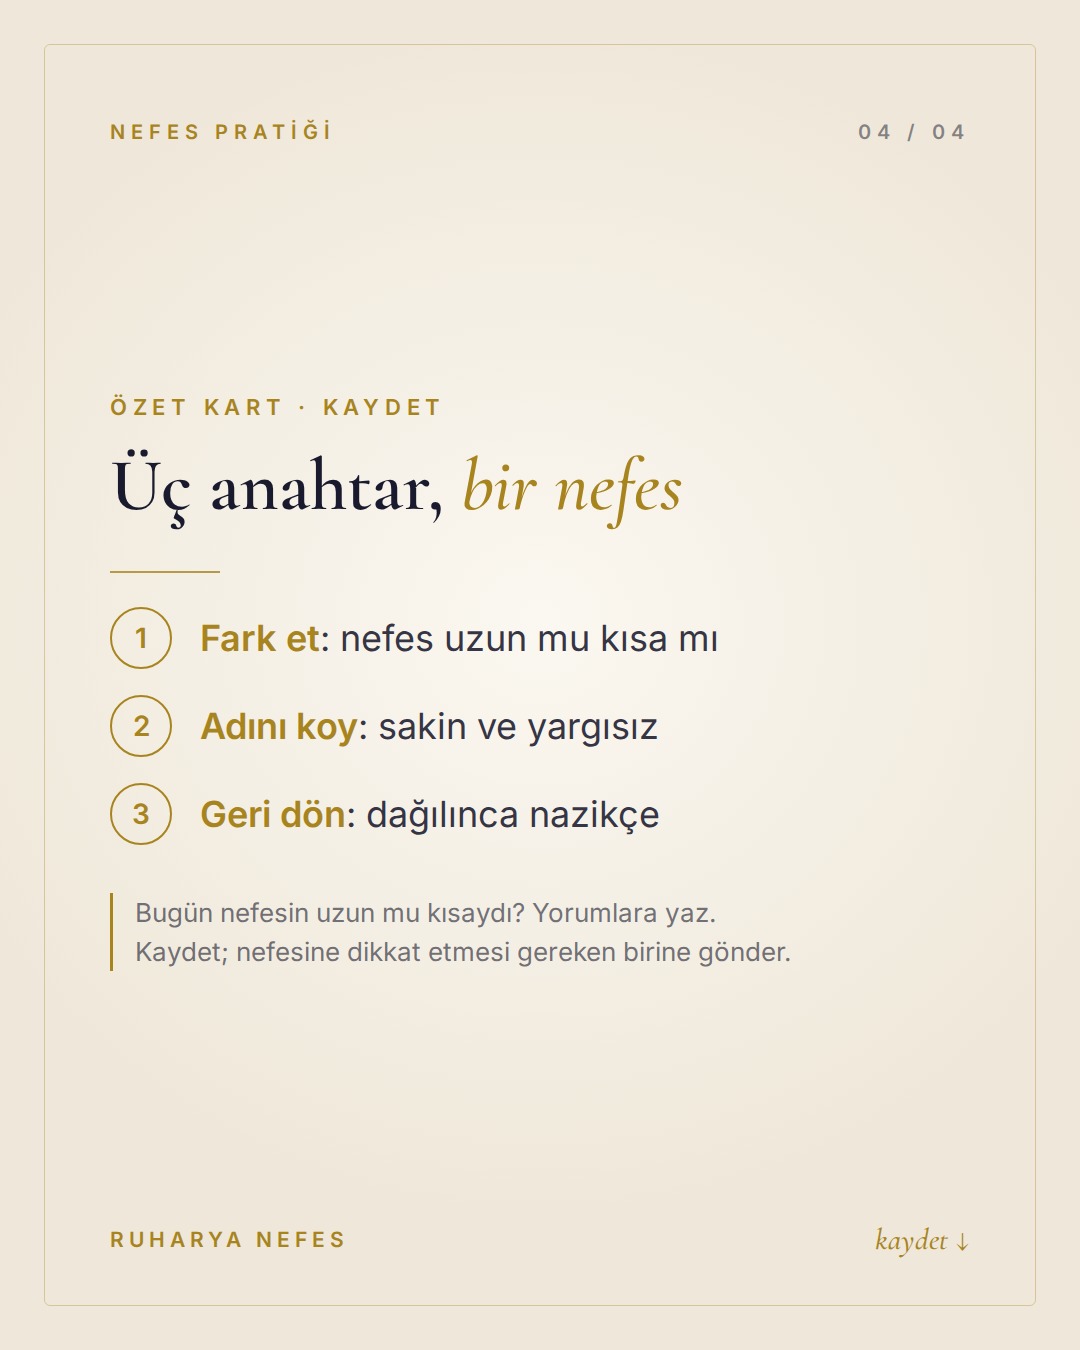 NEFES PRATİĞİ
04 / 04
ÖZET KART · KAYDET
Üç anahtar, bir nefes
1 Fark et: nefes uzun mu kısa mı
2 Adını koy: sakin ve yargısız
3 Geri dön: dağılınca nazikçe
Bugün nefesin uzun mu kısaydı? Yorumlara yaz.
Kaydet; nefesine dikkat etmesi gereken birine gönder.
RUHARYA NEFES
kaydet ↓